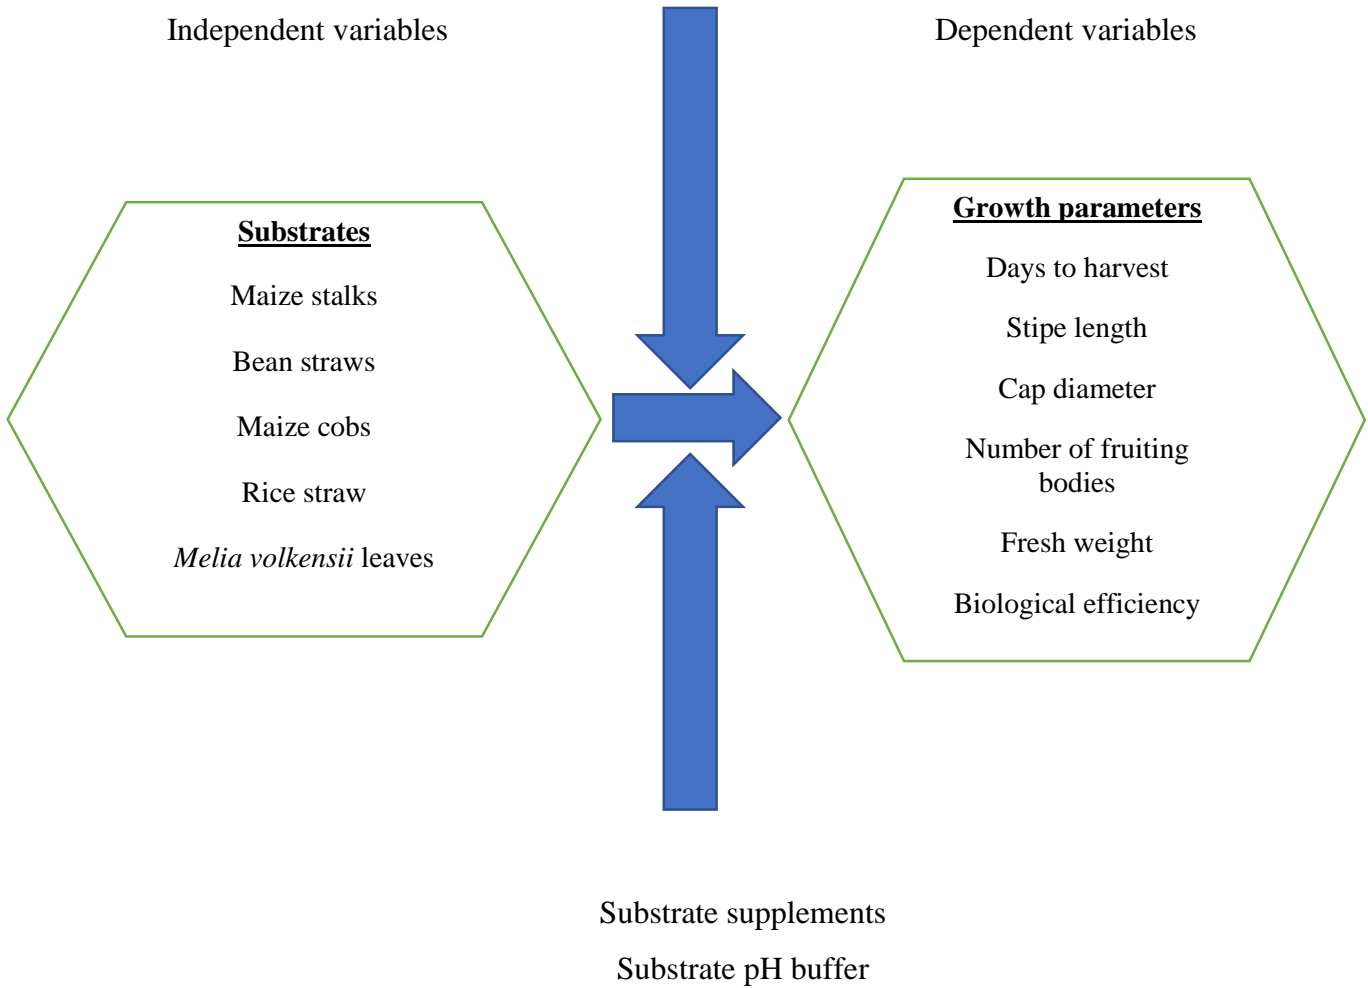 Independent variables
Dependent variables
Substrates
Maize stalks
Bean straws
Maize cobs
Rice straw
Melia volkensii leaves
Growth parameters
Days to harvest
Stipe length
Cap diameter
Number of fruiting
bodies
Fresh weight
Biological efficiency
Substrate supplements
Substrate pH buffer